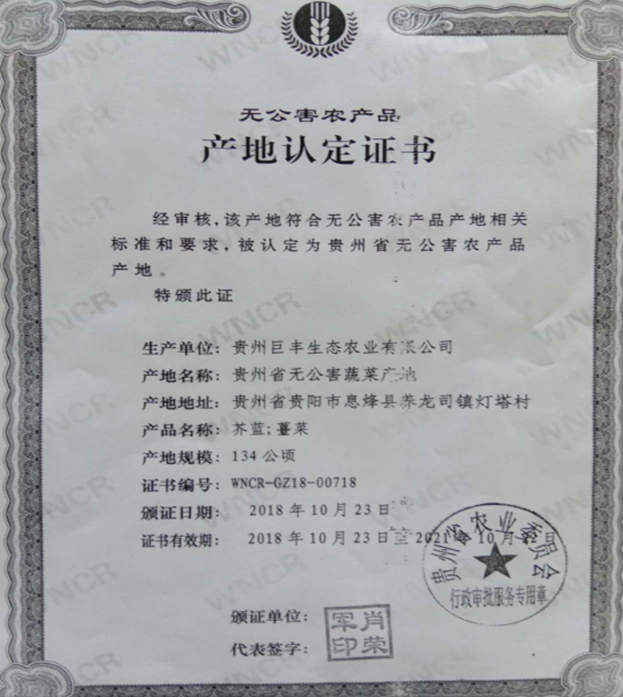 无公害农产品
产地认定证书
经审核,该产地符合无公害农产品产地相关
标准和要求,被认定为贵州省无公害农产品
产地。
特颁此证
生产单位: 贵州巨丰生态农业有限公司
产地名称: 贵州省无公害蔬菜产地
产地地址: 贵州省贵阳市息烽县养龙司镇灯塔村
产品名称: 芥蓝;薹菜
产地规模: 134 公顷
证书编号: WNCR-GZ18-00718
颁证日期: 2018 年 10 月 23 日
证书有效期: 2018 年 10 月 23 日至 2021 年 10 月 22 日
贵州省农业委员会
行政审批服务专用章
颁证单位:
代表签字:
肖荣军印
WNCR